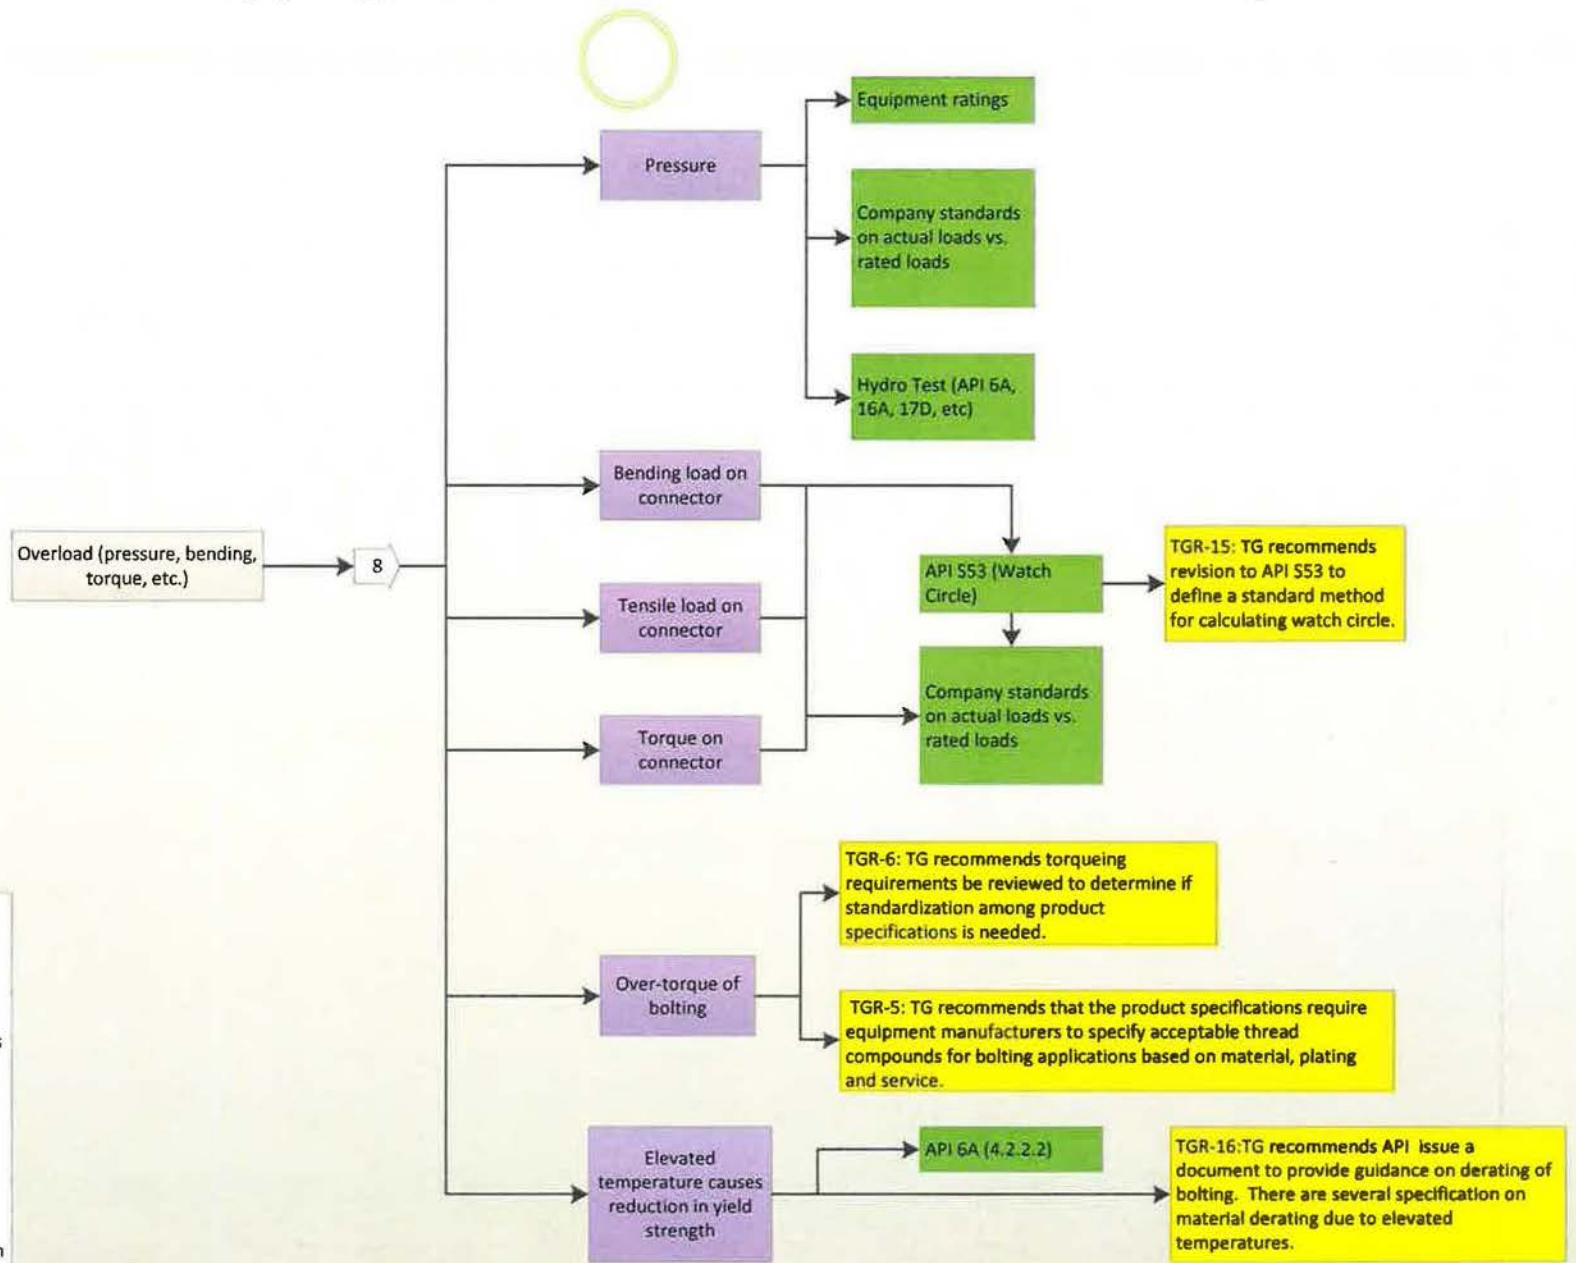 Equipment ratings
Pressure
Company standards
on actual loads vs.
rated loads
Hydro Test (API 6A,
16A, 17D, etc)
Bending load on
connector
Overload (pressure, bending,
torque, etc.)
8
API S53 (Watch
Circle)
TGR-15: TG recommends
revision to API S53 to
define a standard method
for calculating watch circle.
Tensile load on
connector
Company standards
on actual loads vs.
rated loads
Torque on
connector
TGR-6: TG recommends torqueing
requirements be reviewed to determine if
standardization among product
specifications is needed.
Over-torque of
bolting
TGR-5: TG recommends that the product specifications require
equipment manufacturers to specify acceptable thread
compounds for bolting applications based on material, plating
and service.
Elevated
temperature causes
reduction in yield
strength
API 6A (4.2.2.2)
TGR-16:TG recommends API issue a
document to provide guidance on derating of
bolting. There are several specification on
material derating due to elevated
temperatures.